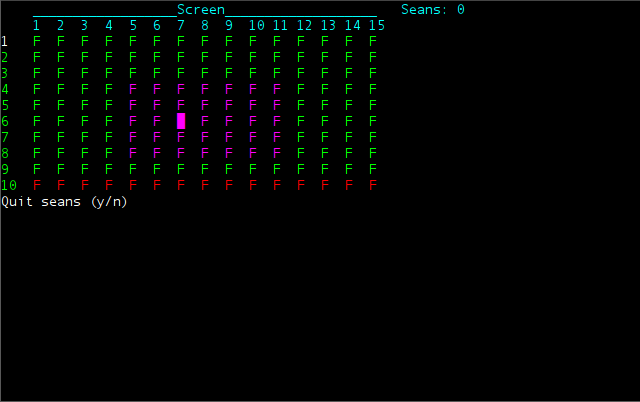 __________________Screen___________________   Seans: 0
1 2 3 4 5 6 7 8 9 10 11 12 13 14 15
1 F F F F F F F F F F F F F F F
2 F F F F F F F F F F F F F F F
3 F F F F F F F F F F F F F F F
4 F F F F F F F F F F F F F F F
5 F F F F F F F F F F F F F F F
6 F F F F F F F F F F F F F F
7 F F F F F F F F F F F F F F F
8 F F F F F F F F F F F F F F F
9 F F F F F F F F F F F F F F F
10 F F F F F F F F F F F F F F F
Quit seans (y/n)